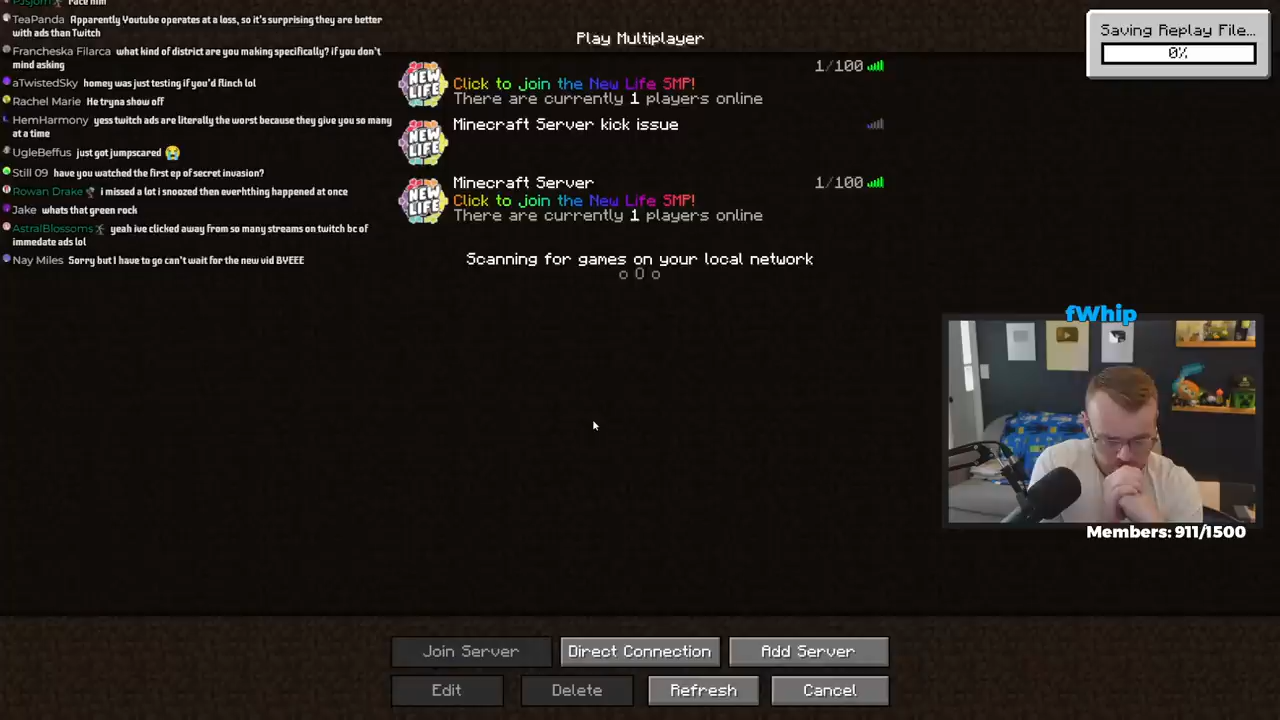 race him
TeaPanda Apparently Youtube operates at a loss, so it's surprising they are better
with ads than Twitch
Francheska Filarca what kind of district are you making specifically? if you don't
mind asking
aTwistedSky homey was just testing if you'd flinch lol
Rachel Marie He tryna show off
HemHarmony yess twitch ads are literally the worst because they give you so many
at a time
UgleBeffus just got jumpscared 😭
Still 09 have you watched the first ep of secret invasion?
Rowan Drake i missed a lot i snoozed then everhthing happened at once
Jake whats that green rock
AstralBlossoms yeah ive clicked away from so many streams on twitch bc of
immedate ads lol
Nay Miles Sorry but I have to go can't wait for the new vid BYEEE
Play Multiplayer
NEW LIFE
1/100
Click to join the New Life SMP!
There are currently 1 players online
NEW LIFE
Minecraft Server kick issue
NEW LIFE
Minecraft Server
1/100
Click to join the New Life SMP!
There are currently 1 players online
Scanning for games on your local network
o O o
Saving Replay File...
0%
fWhip
Members: 911/1500
Join Server
Direct Connection
Add Server
Edit
Delete
Refresh
Cancel